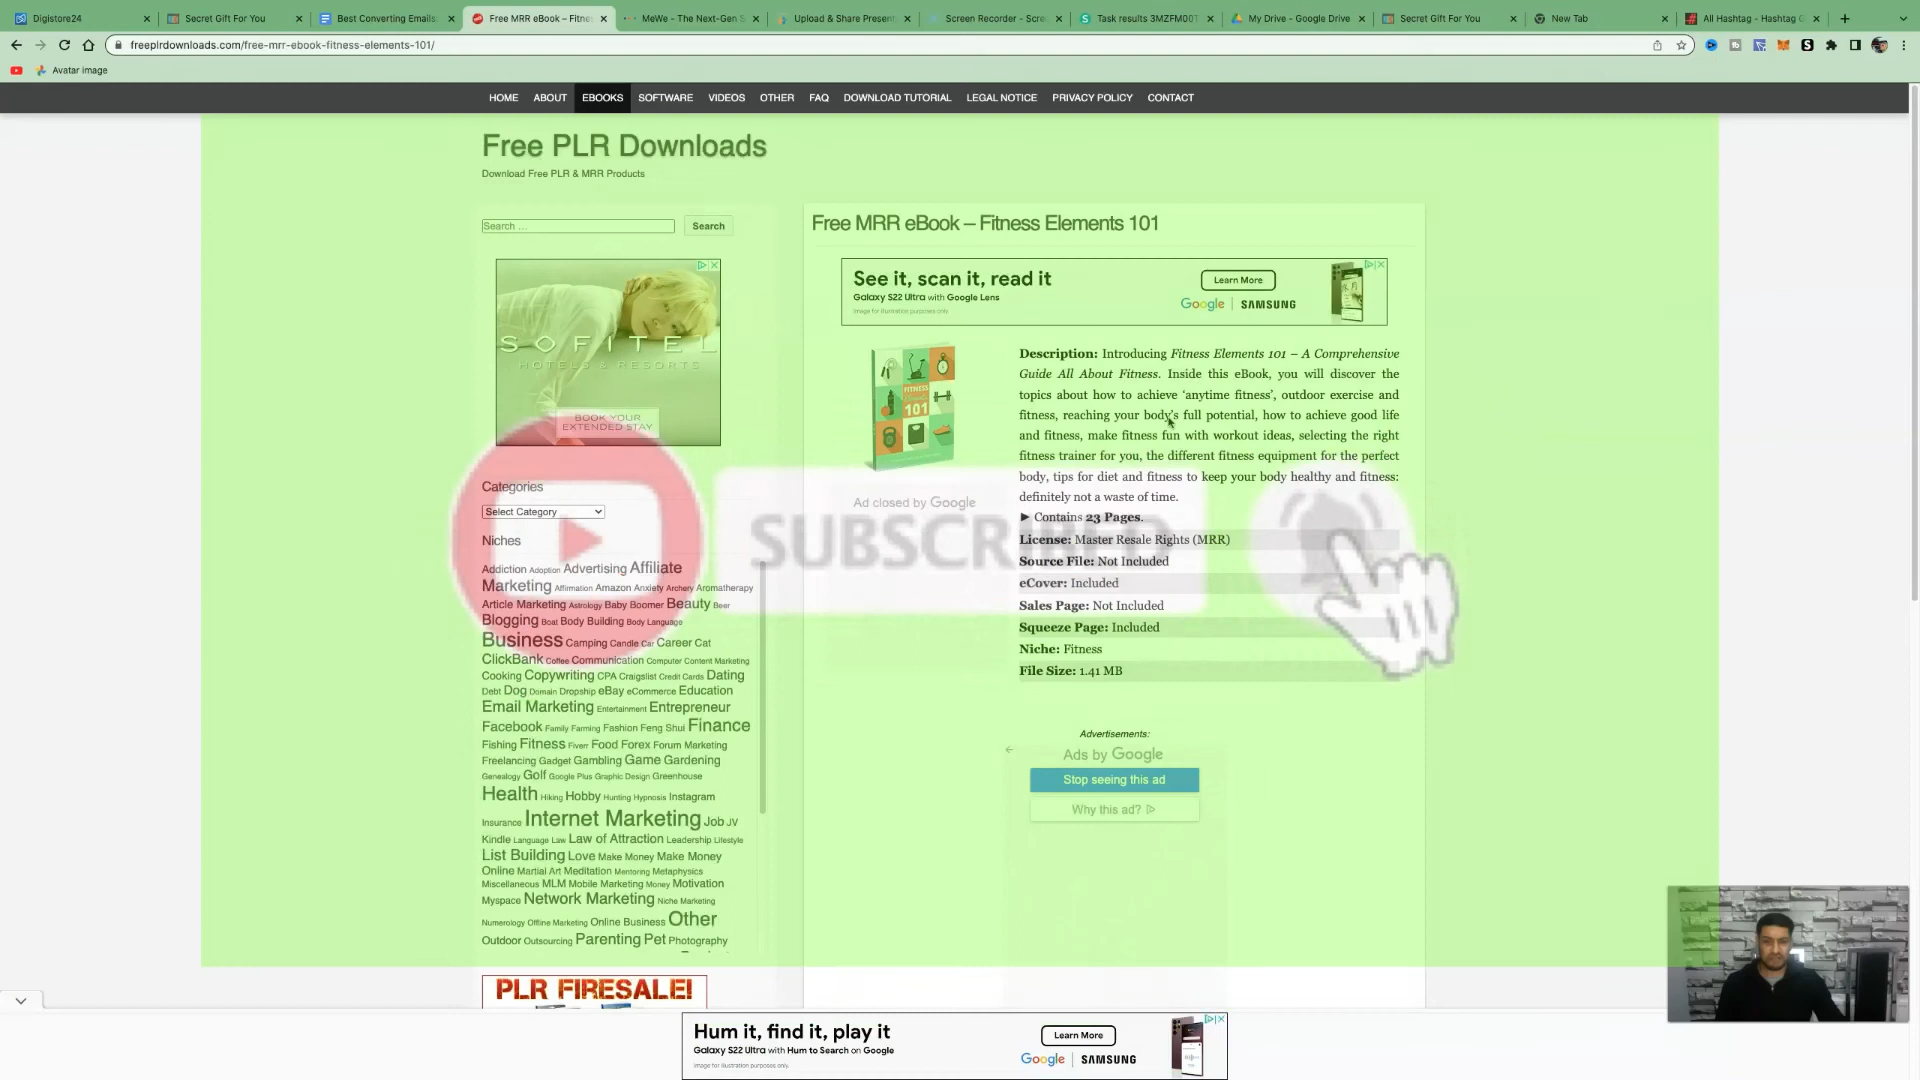 Digistore24
Secret Gift For You
Best Converting Emails
Free MRR eBook – Fitne
MeWe - The Next-Gen S
Upload & Share Present
Screen Recorder - Scre
Task results 3MZFM00T
My Drive - Google Drive
Secret Gift For You
New Tab
All Hashtag - Hashtag G
freeplrdownloads.com/free-mrr-ebook-fitness-elements-101/
Avatar image
HOME ABOUT EBOOKS SOFTWARE VIDEOS OTHER FAQ DOWNLOAD TUTORIAL LEGAL NOTICE PRIVACY POLICY CONTACT
Free PLR Downloads
Download Free PLR & MRR Products
Search ...
Search
SOFITEL
HOTELS & RESORTS
BOOK YOUR
EXTENDED STAY
Categories
Select Category
Niches
Addiction Adoption Advertising Affiliate
Marketing Affirmation Amazon Anxiety Archery Aromatherapy
Article Marketing Astrology Baby Boomer Beauty Beer
Blogging Boat Body Building Body Language
Business Camping Candle Car Career Cat
ClickBank Coffee Communication Computer Content Marketing
Cooking Copywriting CPA Craigslist Credit Cards Dating
Debt Dog Domain Dropship eBay eCommerce Education
Email Marketing Entertainment Entrepreneur
Facebook Family Farming Fashion Feng Shui Finance
Fishing Fitness Fiverr Food Forex Forum Marketing
Freelancing Gadget Gambling Game Gardening
Genealogy Golf Google Plus Graphic Design Greenhouse
Health Hiking Hobby Hunting Hypnosis Instagram
Insurance Internet Marketing Job JV
Kindle Language Law Law of Attraction Leadership Lifestyle
List Building Love Make Money Make Money
Online Martial Art Meditation Mentoring Metaphysics
Miscellaneous MLM Mobile Marketing Money Motivation
Myspace Network Marketing Niche Marketing
Numerology Offline Marketing Online Business Other
Outdoor Outsourcing Parenting Pet Photography
PLR FIRESALE!
Free MRR eBook – Fitness Elements 101
See it, scan it, read it
Galaxy S22 Ultra with Google Lens
Image for illustration purposes only.
Learn More
Google | SAMSUNG
FITNESS
101
Ad closed by Google
Description: Introducing Fitness Elements 101 – A Comprehensive
Guide All About Fitness. Inside this eBook, you will discover the
topics about how to achieve ‘anytime fitness’, outdoor exercise and
fitness, reaching your body’s full potential, how to achieve good life
and fitness, make fitness fun with workout ideas, selecting the right
fitness trainer for you, the different fitness equipment for the perfect
body, tips for diet and fitness to keep your body healthy and fitness:
definitely not a waste of time.
► Contains 23 Pages.
License: Master Resale Rights (MRR)
Source File: Not Included
eCover: Included
Sales Page: Not Included
Squeeze Page: Included
Niche: Fitness
File Size: 1.41 MB
SUBSCRIBED
Advertisements:
Ads by Google
Stop seeing this ad
Why this ad?
Hum it, find it, play it
Galaxy S22 Ultra with Hum to Search on Google
Image for illustration purposes only.
Learn More
Google | SAMSUNG